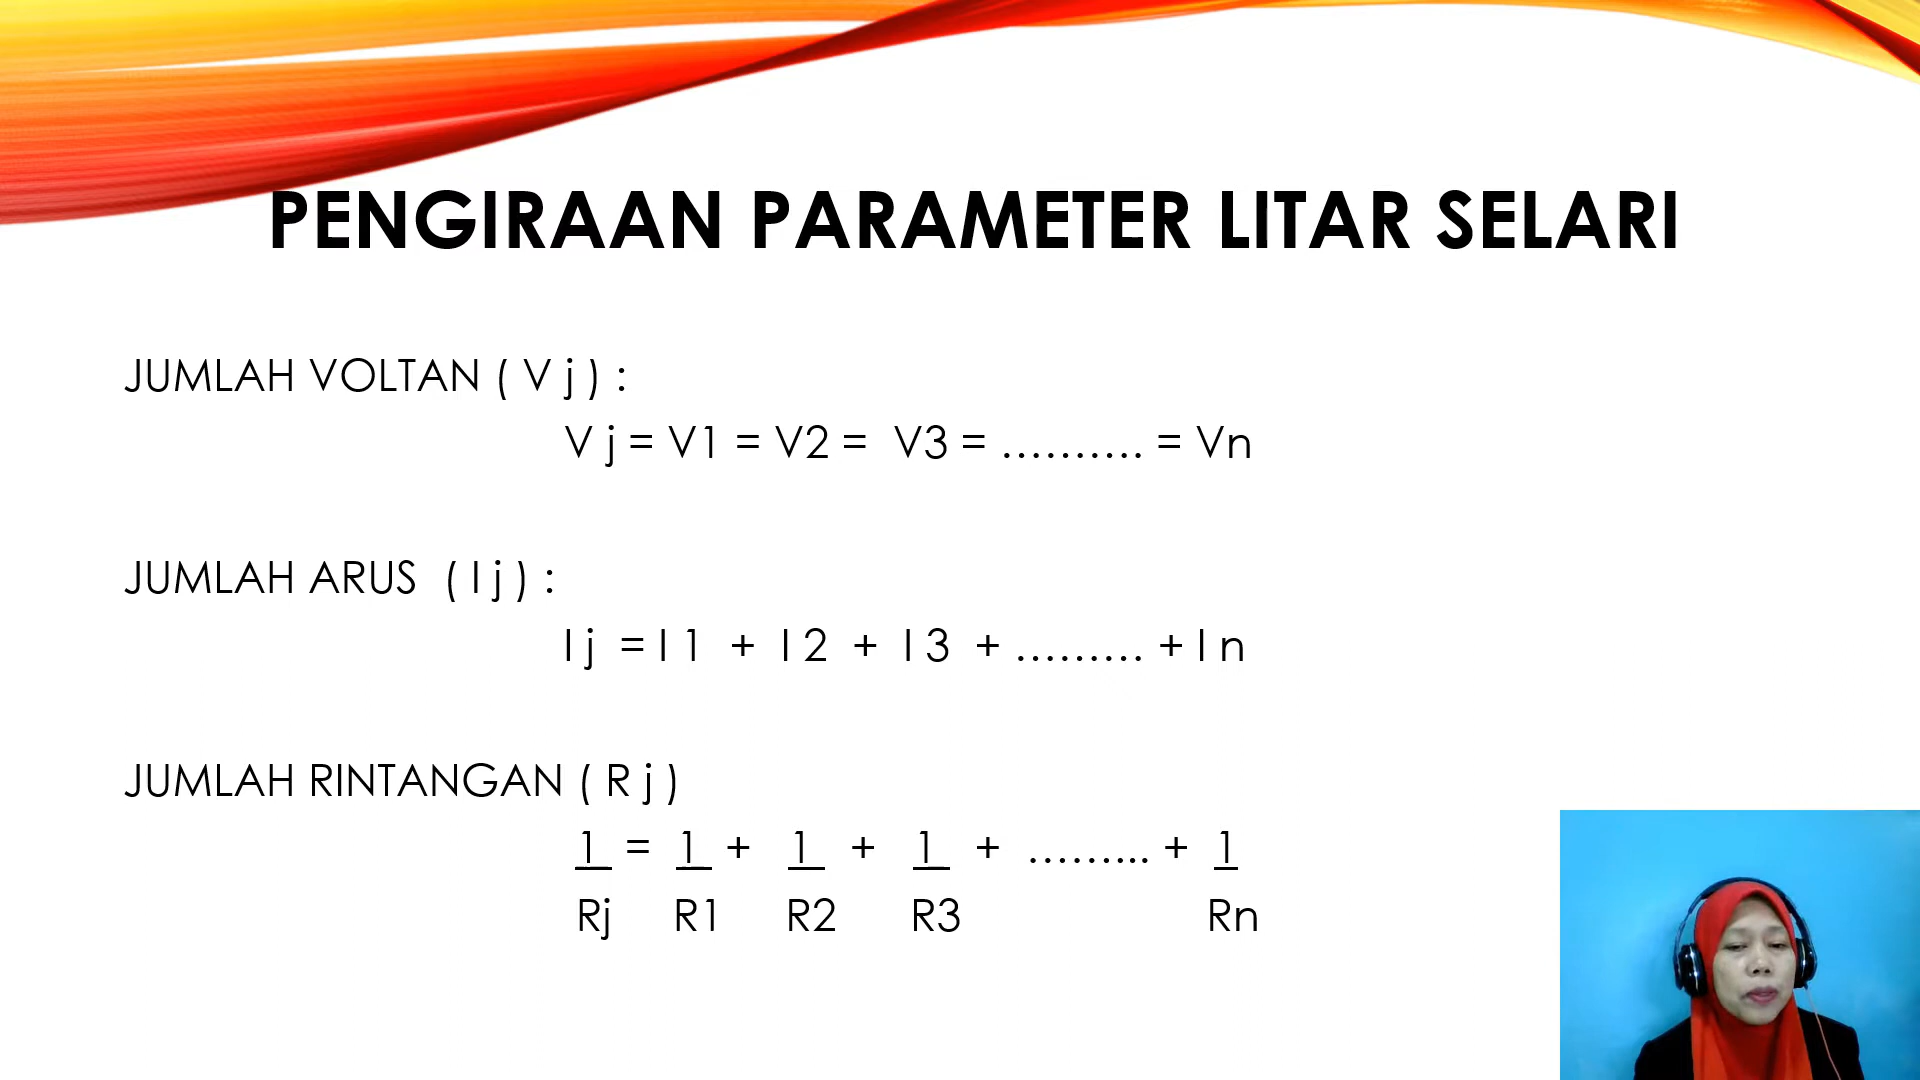 PENGIRAAN PARAMETER LITAR SELARI
JUMLAH VOLTAN ( V j ) :
V j = V1 = V2 = V3 = ………. = Vn
JUMLAH ARUS ( I j ) :
I j = I 1 + I 2 + I 3 + ……… + I n
JUMLAH RINTANGAN ( R j )
1 = 1 + 1 + 1 + ……... + 1
Rj R1 R2 R3 Rn